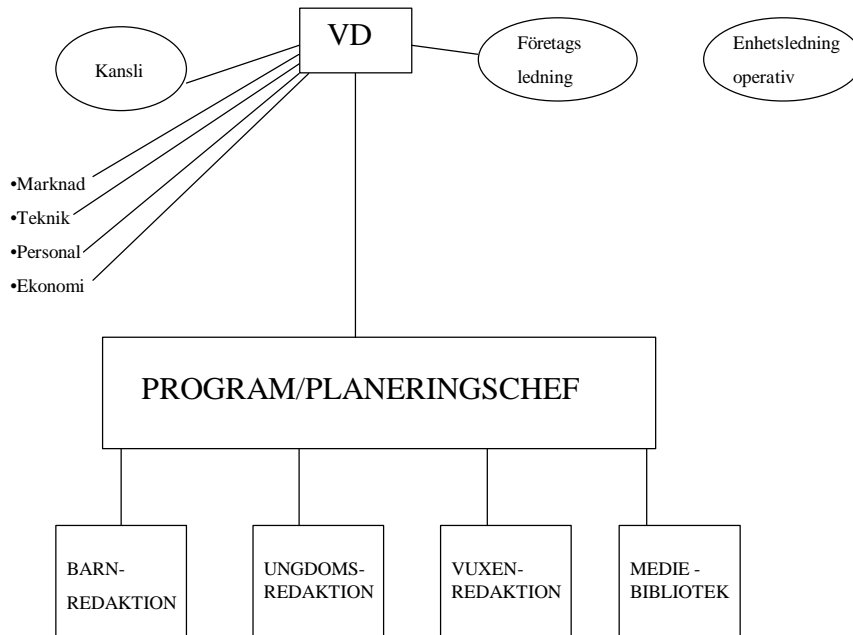 VD
Kansli
Företags
ledning
Enhetsledning
operativ
•Marknad
•Teknik
•Personal
•Ekonomi
PROGRAM/PLANERINGSCHEF
BARN-
REDAKTION
UNGDOMS-
REDAKTION
VUXEN-
REDAKTION
MEDIE -
BIBLIOTEK